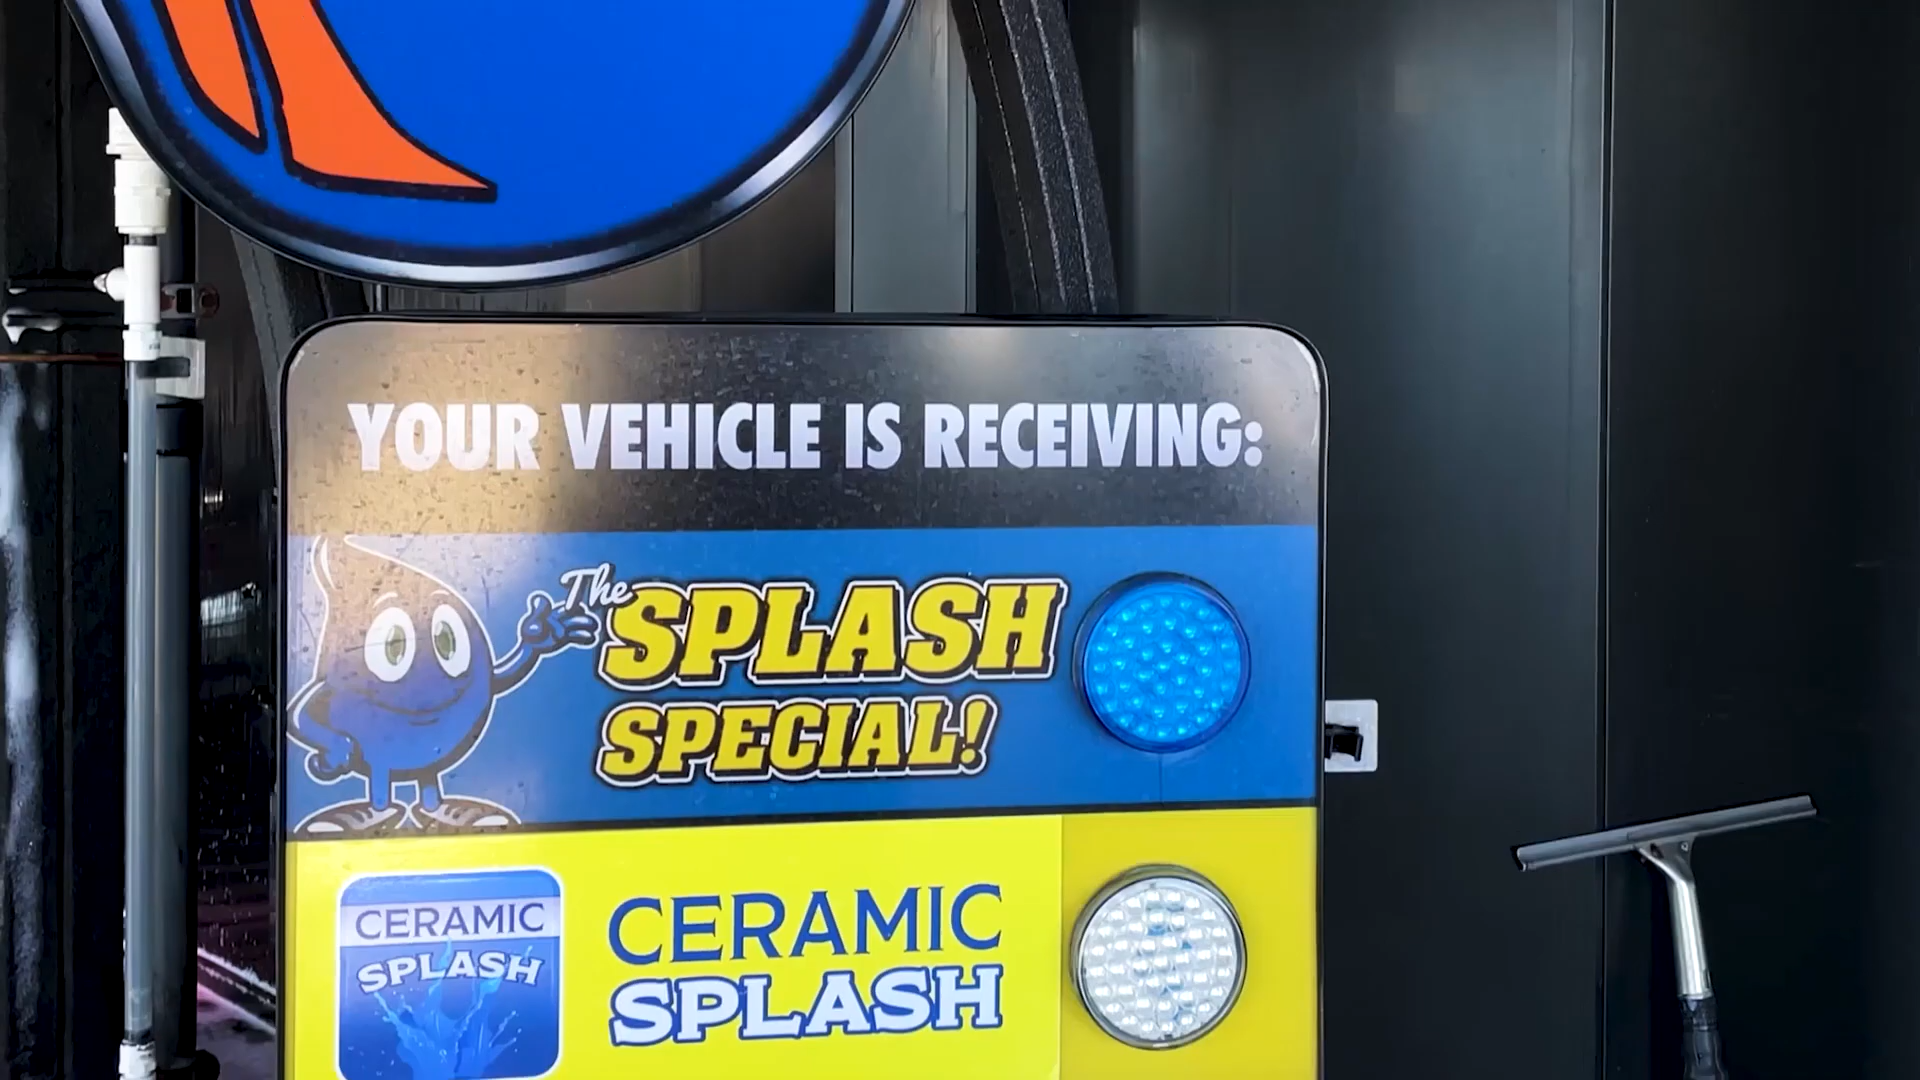 YOUR VEHICLE IS RECEIVING:
The
SPLASH
SPECIAL!
CERAMIC
SPLASH
CERAMIC
SPLASH